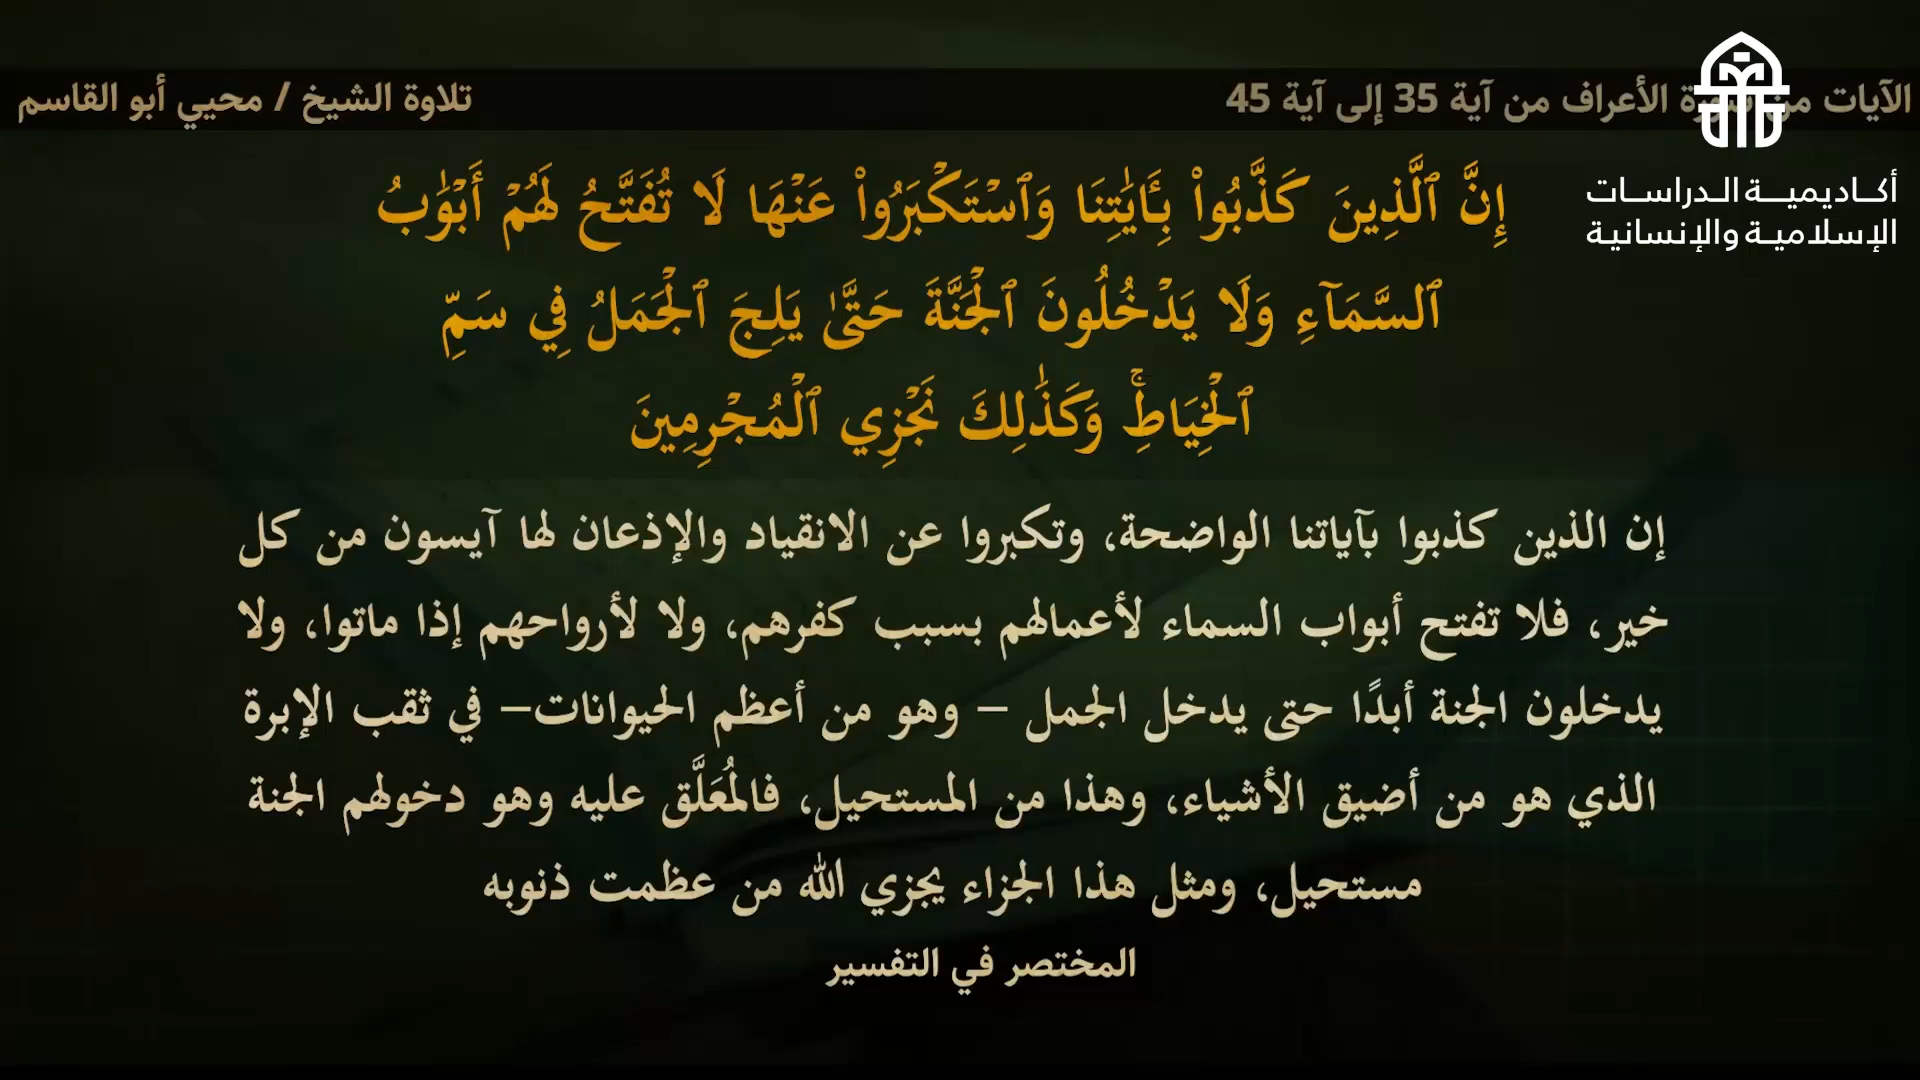 الآيات من سورة الأعراف من آية 35 إلى آية 45
تلاوة الشيخ / محيي أبو القاسم
أكاديمية الدراسات
الإسلامية والإنسانية
إِنَّ ٱلَّذِينَ كَذَّبُواْ بِـَٔايَٰتِنَا وَٱسۡتَكۡبَرُواْ عَنۡهَا لَا تُفَتَّحُ لَهُمۡ أَبۡوَٰبُ
ٱلسَّمَآءِ وَلَا يَدۡخُلُونَ ٱلۡجَنَّةَ حَتَّىٰ يَلِجَ ٱلۡجَمَلُ فِي سَمِّ
ٱلۡخِيَاطِۚ وَكَذَٰلِكَ نَجۡزِي ٱلۡمُجۡرِمِينَ
إن الذين كذبوا بآياتنا الواضحة، وتكبروا عن الانقياد والإذعان لها آيسون من كل
خير، فلا تفتح أبواب السماء لأعمالهم بسبب كفرهم، ولا لأرواحهم إذا ماتوا، ولا
يدخلون الجنة أبدًا حتى يدخل الجمل – وهو من أعظم الحيوانات– في ثقب الإبرة
الذي هو من أضيق الأشياء، وهذا من المستحيل، فالمُعَلَّق عليه وهو دخولهم الجنة
مستحيل، ومثل هذا الجزاء يجزي الله من عظمت ذنوبه
المختصر في التفسير